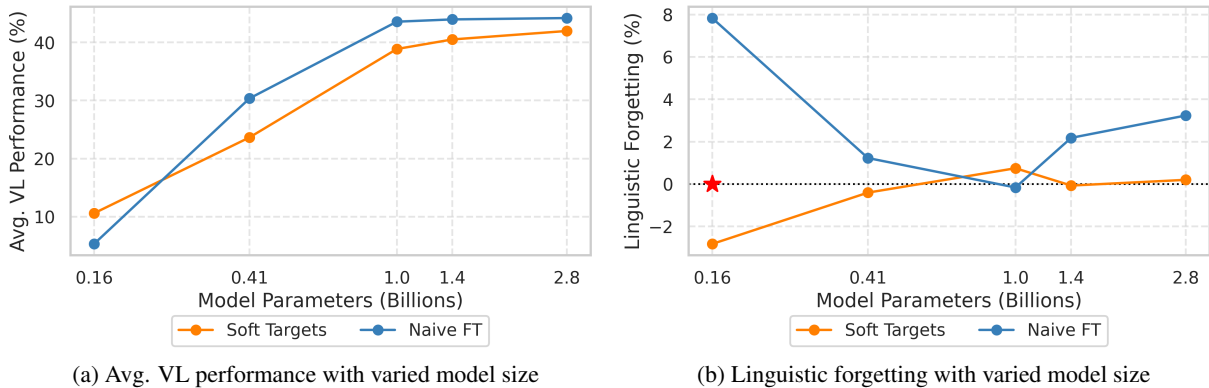 Avg. VL Performance (%)
40
30
20
10
0.16 0.41 1.0 1.4 2.8
Model Parameters (Billions)
Soft Targets Naive FT
(a) Avg. VL performance with varied model size
Linguistic Forgetting (%)
8
6
4
2
0
−2
0.16 0.41 1.0 1.4 2.8
Model Parameters (Billions)
Soft Targets Naive FT
(b) Linguistic forgetting with varied model size